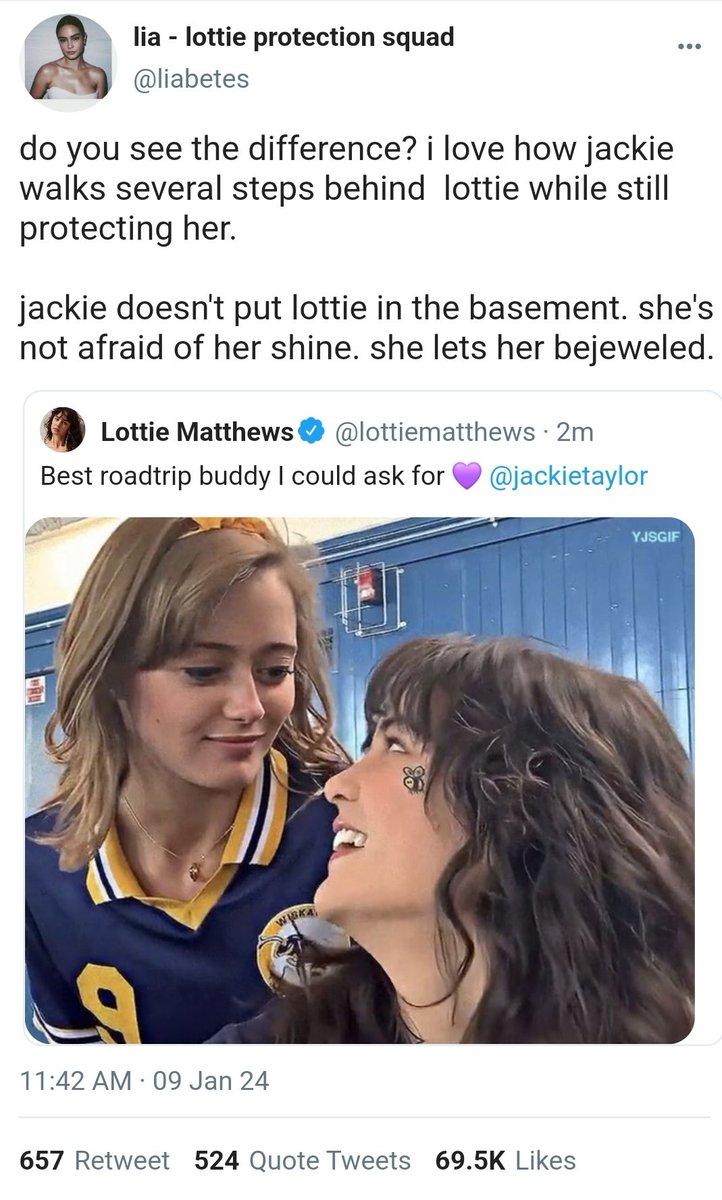 lia - lottie protection squad
@liabetes
do you see the difference? i love how jackie
walks several steps behind lottie while still
protecting her.
jackie doesn't put lottie in the basement. she's
not afraid of her shine. she lets her bejeweled.
Lottie Matthews @lottiematthews · 2m
Best roadtrip buddy I could ask for 💜 @jackietaylor
YJSGIF
WISKA
9
11:42 AM · 09 Jan 24
657 Retweet 524 Quote Tweets 69.5K Likes